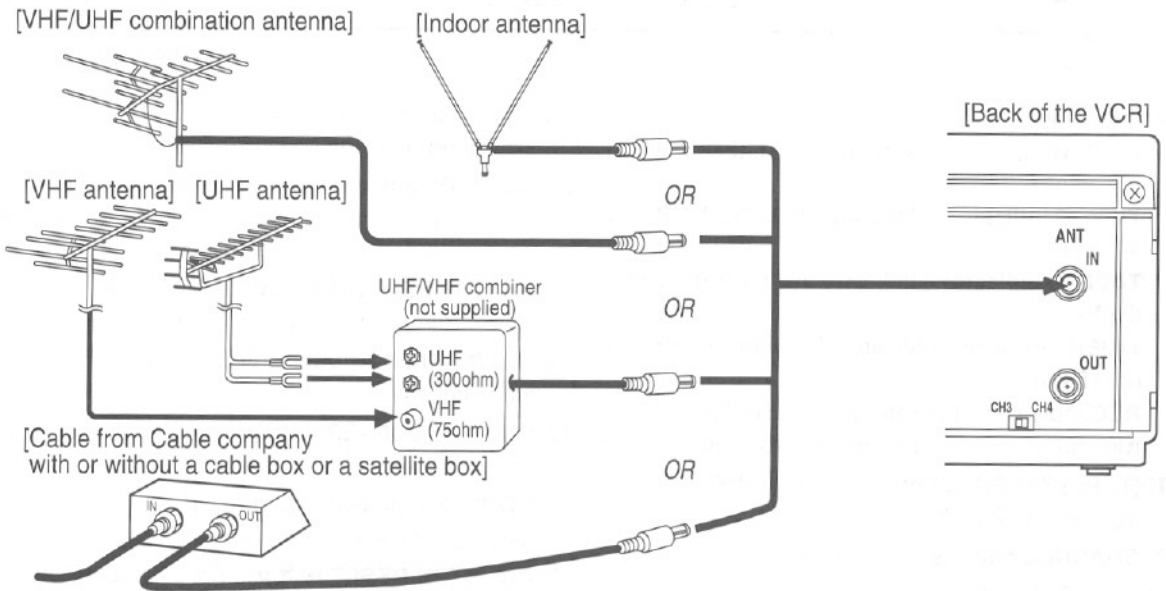 [VHF/UHF combination antenna]
[Indoor antenna]
[Back of the VCR]
OR
[VHF antenna]
[UHF antenna]
ANT
IN
UHF/VHF combiner
(not supplied)
OR
UHF
(300ohm)
OUT
VHF
(75ohm)
CH3
CH4
[Cable from Cable company
with or without a cable box or a satellite box]
OR
IN
OUT